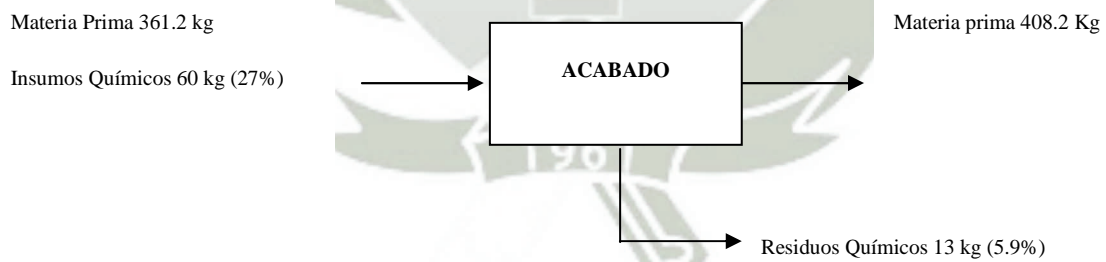 Materia Prima 361.2 kg
Materia prima 408.2 Kg
Insumos Químicos 60 kg (27%)
ACABADO
196
Residuos Químicos 13 kg (5.9%)